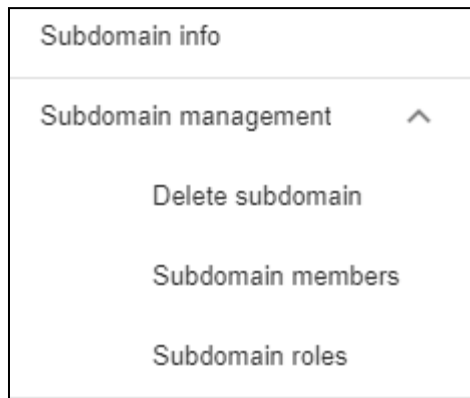 Subdomain info
Subdomain management
Delete subdomain
Subdomain members
Subdomain roles